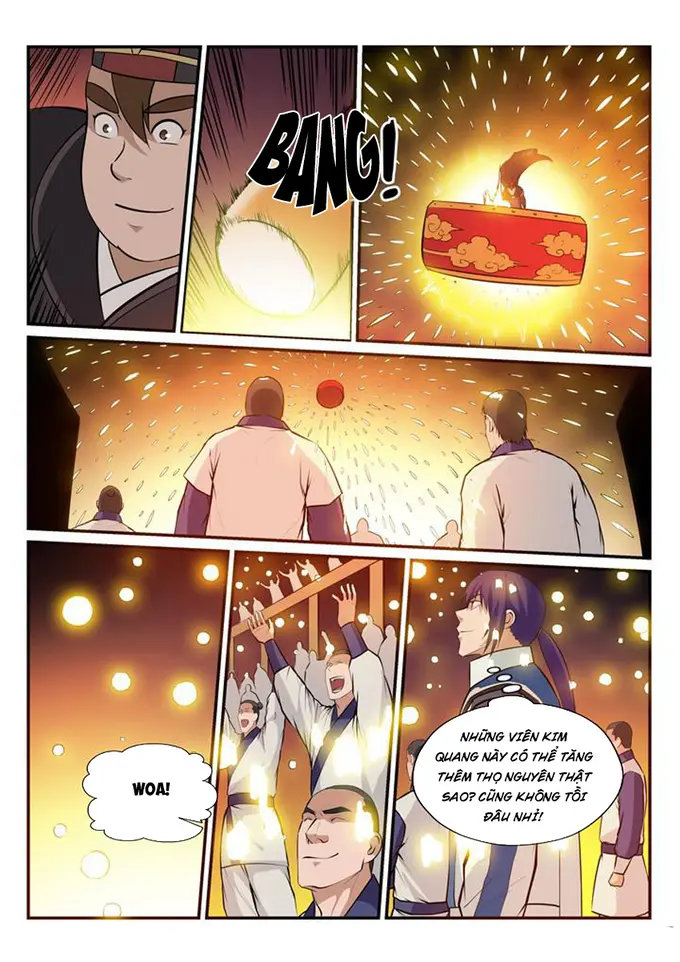 BANG!
WOA!
NHỮNG VIÊN KIM
QUANG NÀY CÓ THỂ TĂNG
THÊM THỌ NGUYÊN THẬT
SAO? CŨNG KHÔNG TỒI
ĐÂU NHỈ!